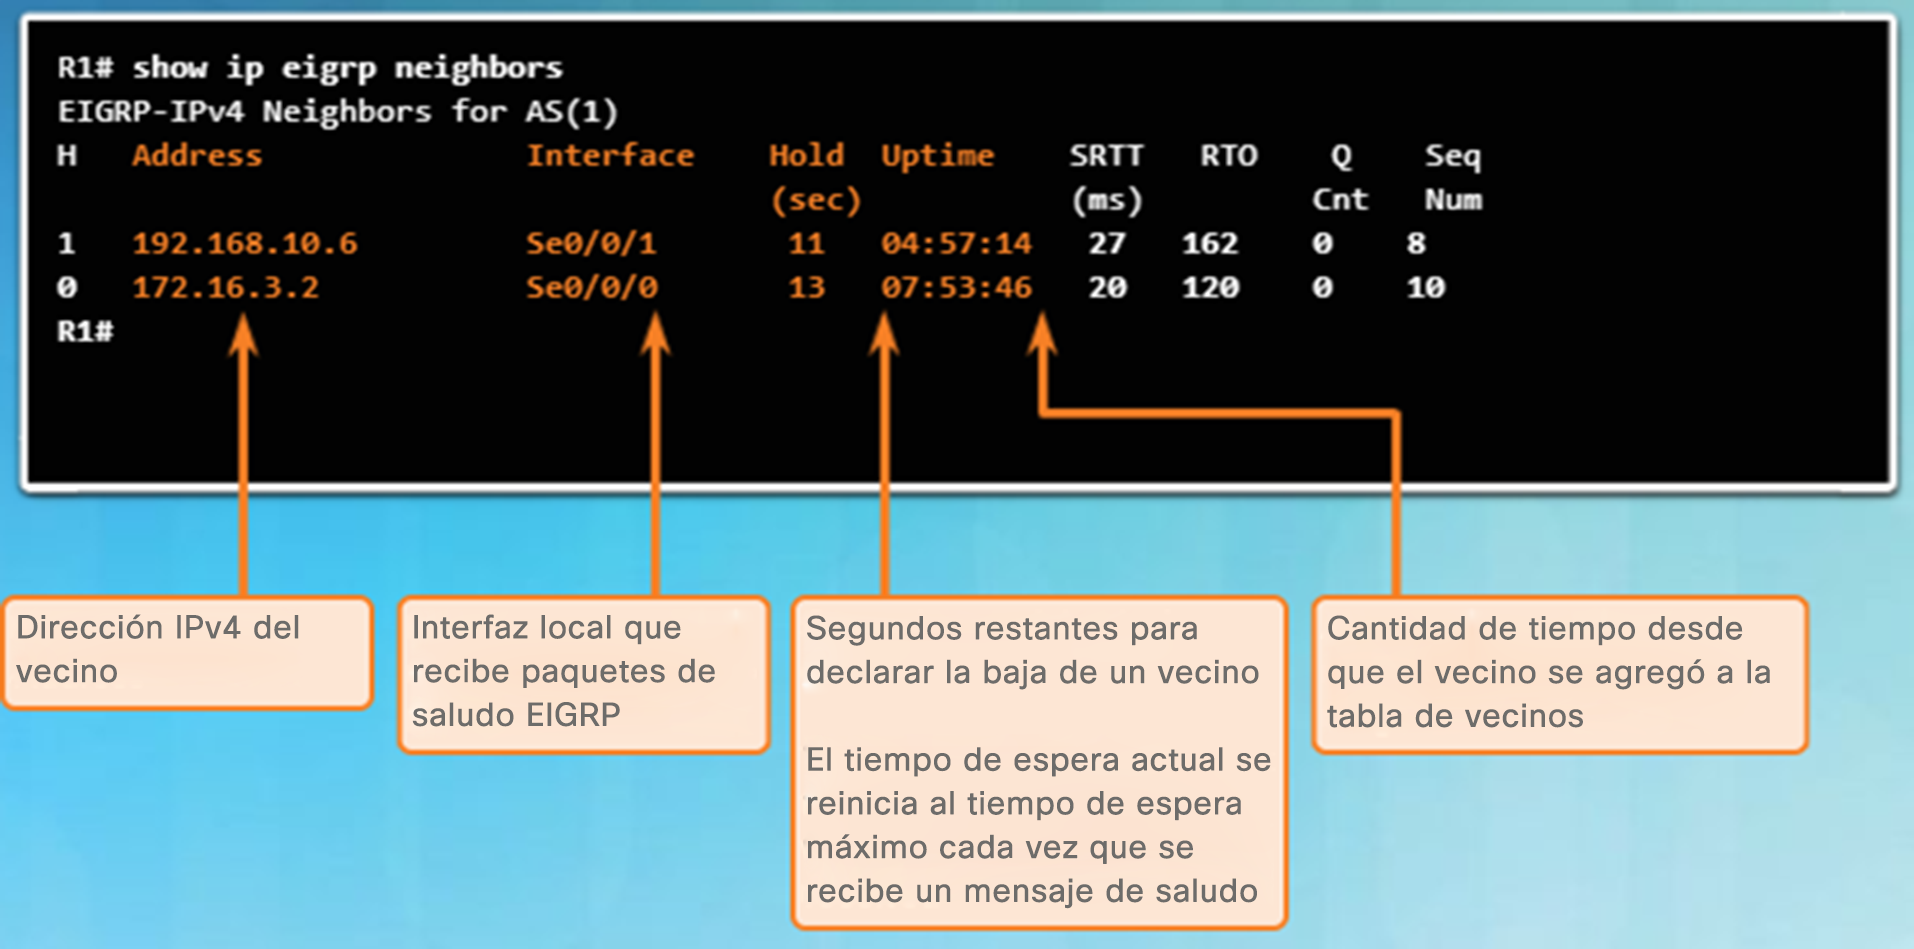 R1# show ip eigrp neighbors
EIGRP-IPv4 Neighbors for AS(1)
H Address Interface Hold Uptime SRTT RTO Q Seq
(sec) (ms) Cnt Num
1 192.168.10.6 Se0/0/1 11 04:57:14 27 162 0 8
0 172.16.3.2 Se0/0/0 13 07:53:46 20 120 0 10
R1#
Dirección IPv4 del
vecino
Interfaz local que
recibe paquetes de
saludo EIGRP
Segundos restantes para
declarar la baja de un vecino
El tiempo de espera actual se
reinicia al tiempo de espera
máximo cada vez que se
recibe un mensaje de saludo
Cantidad de tiempo desde
que el vecino se agregó a la
tabla de vecinos